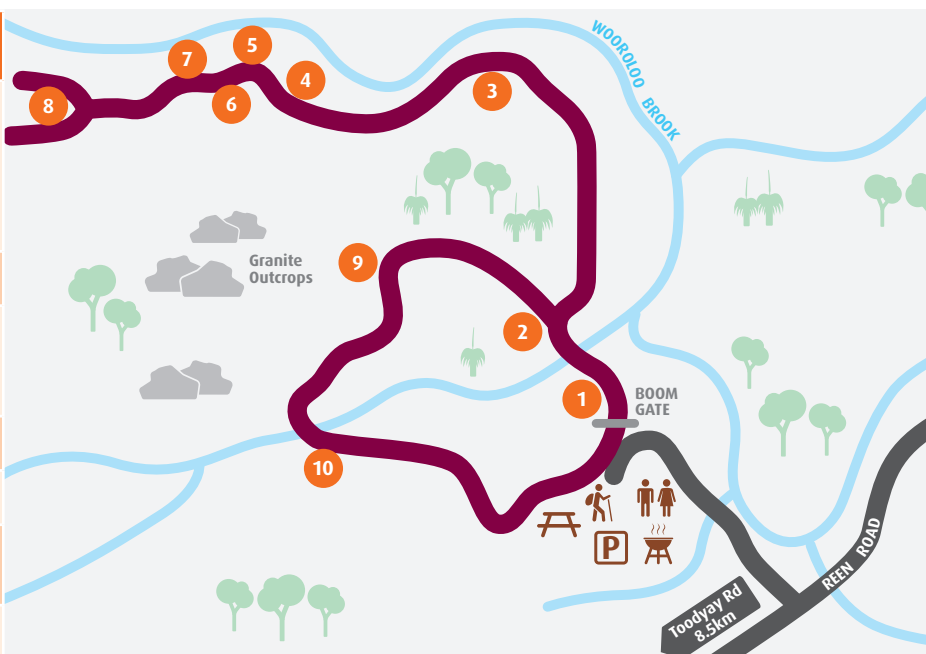 7
5
4
3
6
8
WOOROLOO BROOK
Granite
Outcrops
9
2
1
BOOM
GATE
10
P
REEN ROAD
Toodyay Rd
8.5km